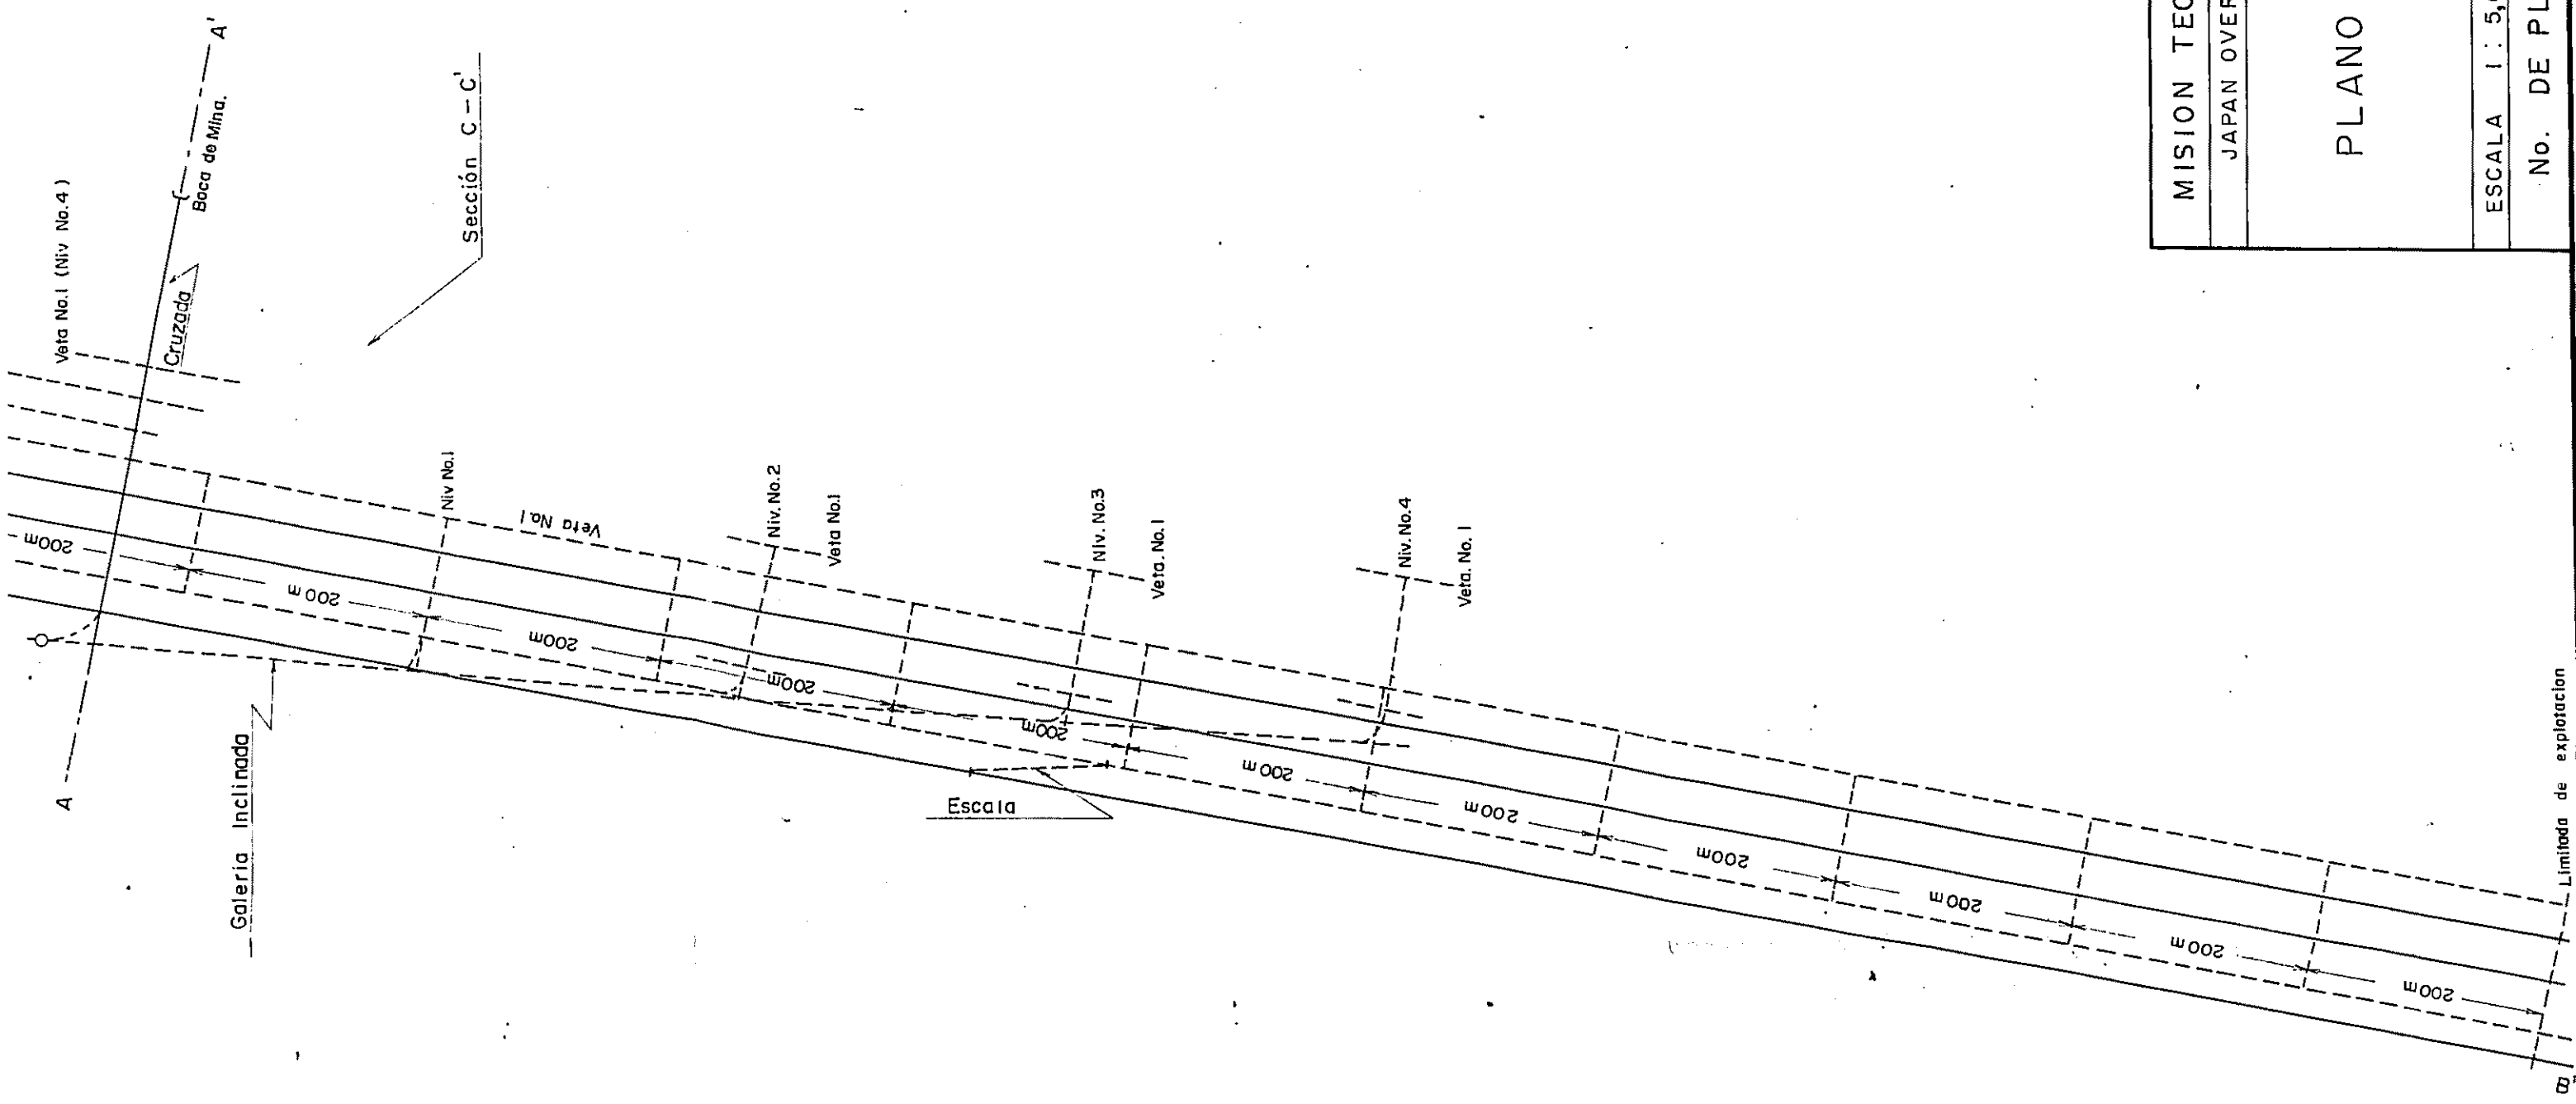 A'
Boca de Mina.
Veta No.1 (Niv No.4)
Cruzada
Sección C-C'
200m
Niv No.1
Veta No.1
200m
Niv. No.2
Veta No.1
200m
Niv. No.3
Veta. No.1
200m
Niv. No.4
Veta. No.1
200m
A
Galeria Inclinada
Escala
200m
200m
200m
200m
200m
200m
Limitada de explotacion
B'
MISION TEC
JAPAN OVER
PLANO
ESCALA 1:5,
No. DE PL